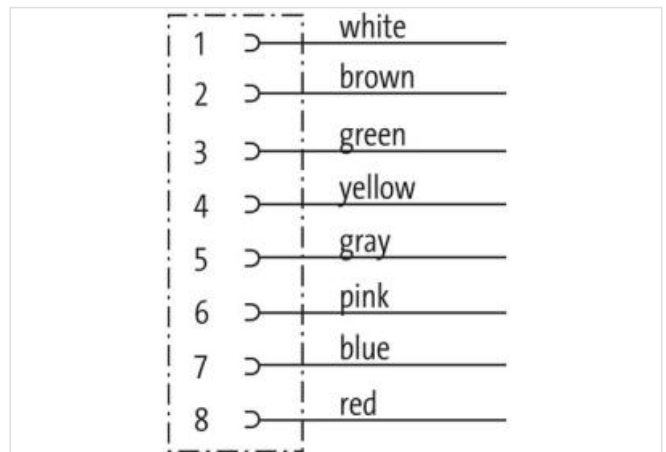 1 white
2 brown
3 green
4 yellow
5 gray
6 pink
7 blue
8 red